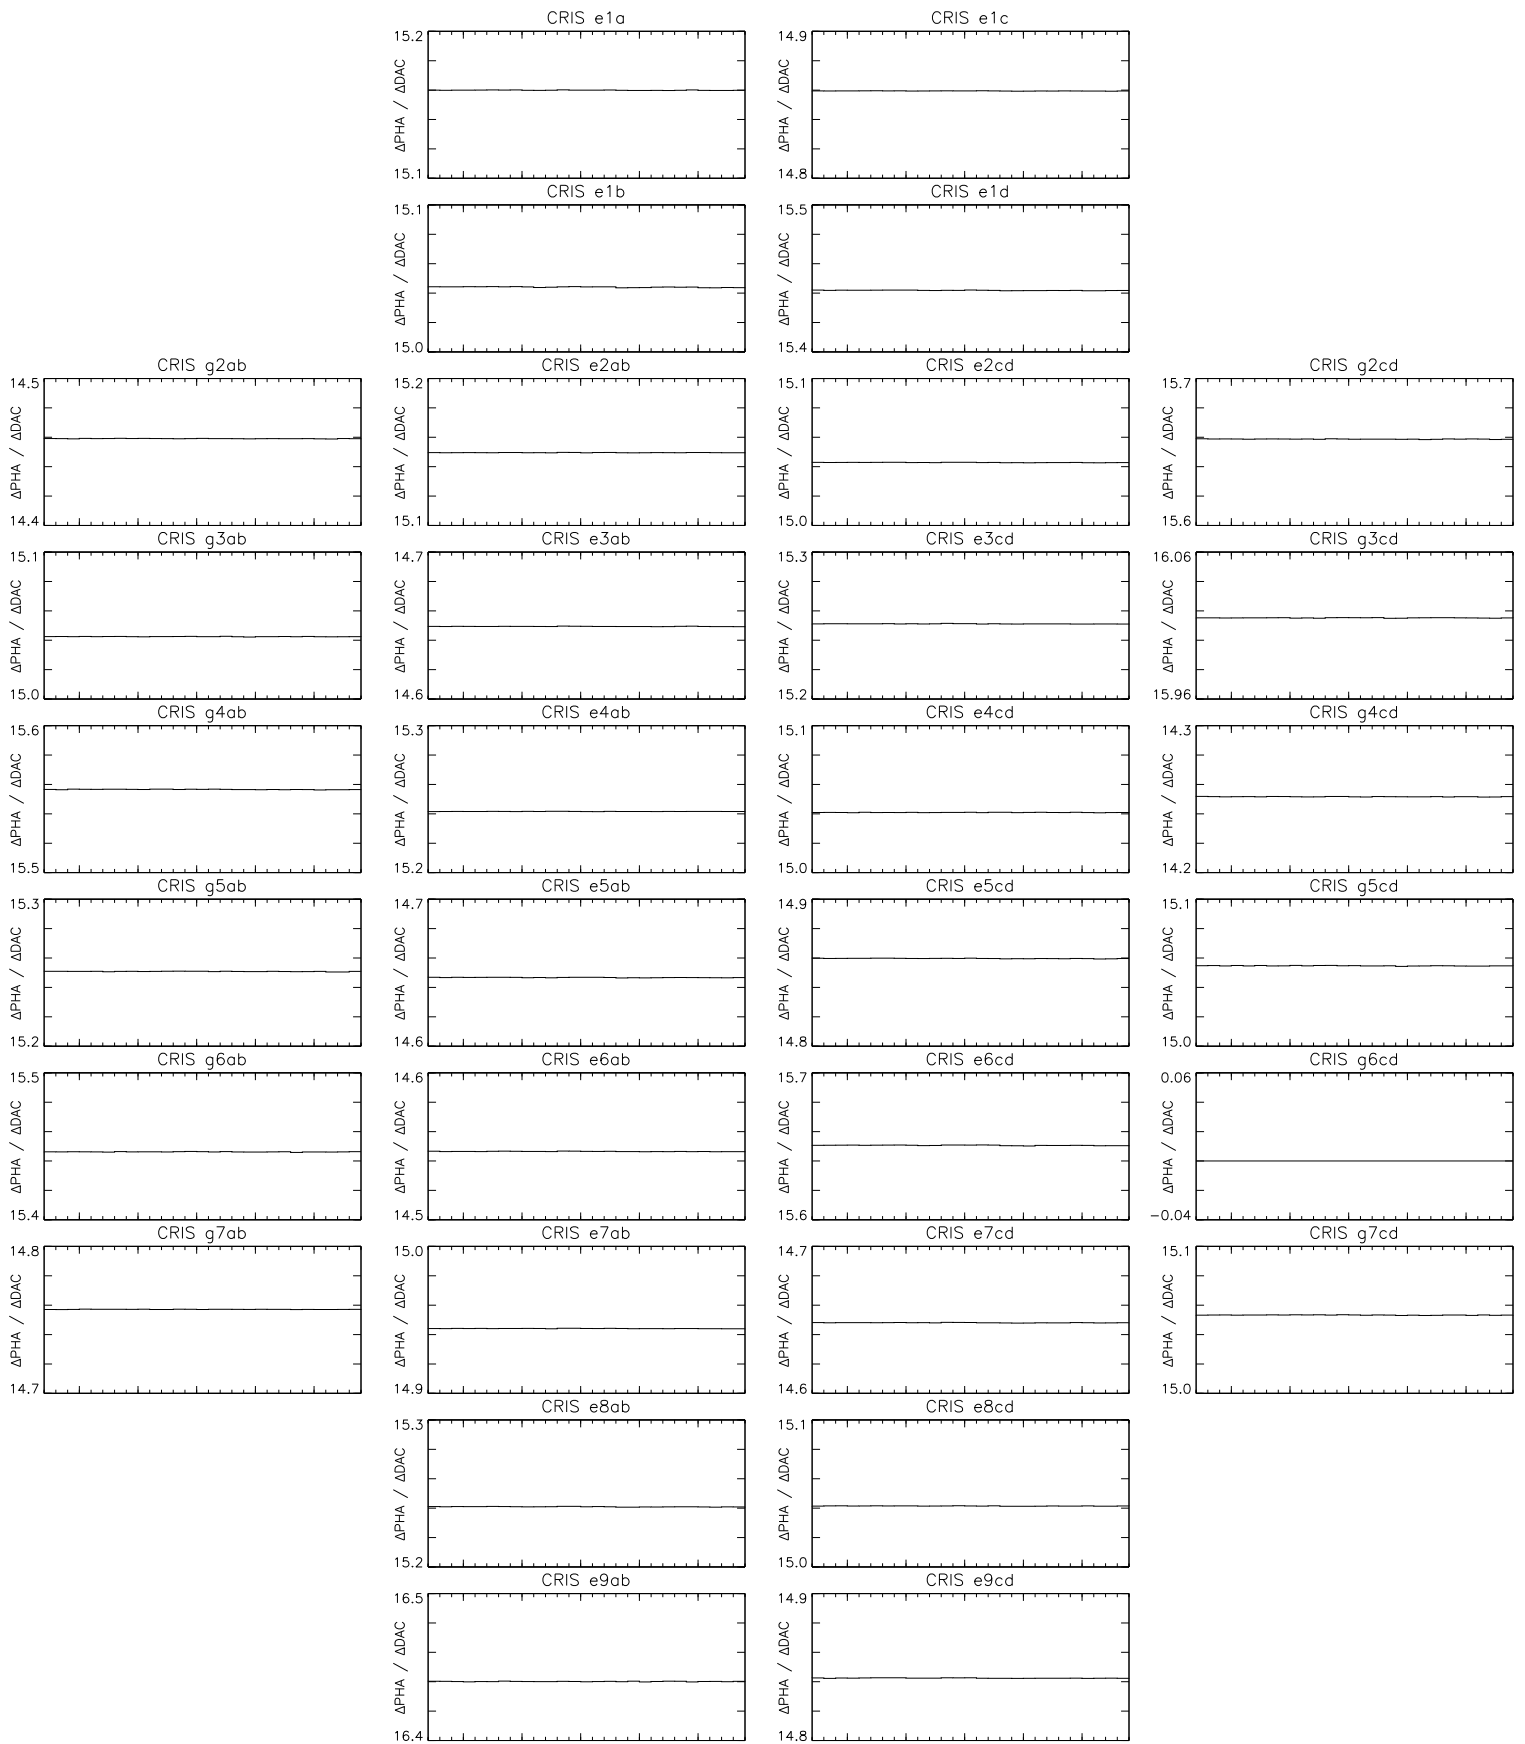 CRIS e1a
15.2
ΔPHA / ΔDAC
15.1
CRIS e1c
14.9
ΔPHA / ΔDAC
14.8
CRIS e1b
15.1
ΔPHA / ΔDAC
15.0
CRIS e1d
15.5
ΔPHA / ΔDAC
15.4
CRIS g2ab
14.5
ΔPHA / ΔDAC
14.4
CRIS e2ab
15.2
ΔPHA / ΔDAC
15.1
CRIS e2cd
15.1
ΔPHA / ΔDAC
15.0
CRIS g2cd
15.7
ΔPHA / ΔDAC
15.6
CRIS g3ab
15.1
ΔPHA / ΔDAC
15.0
CRIS e3ab
14.7
ΔPHA / ΔDAC
14.6
CRIS e3cd
15.3
ΔPHA / ΔDAC
15.2
CRIS g3cd
16.06
ΔPHA / ΔDAC
15.96
CRIS g4ab
15.6
ΔPHA / ΔDAC
15.5
CRIS e4ab
15.3
ΔPHA / ΔDAC
15.2
CRIS e4cd
15.1
ΔPHA / ΔDAC
15.0
CRIS g4cd
14.3
ΔPHA / ΔDAC
14.2
CRIS g5ab
15.3
ΔPHA / ΔDAC
15.2
CRIS e5ab
14.7
ΔPHA / ΔDAC
14.6
CRIS e5cd
14.9
ΔPHA / ΔDAC
14.8
CRIS g5cd
15.1
ΔPHA / ΔDAC
15.0
CRIS g6ab
15.5
ΔPHA / ΔDAC
15.4
CRIS e6ab
14.6
ΔPHA / ΔDAC
14.5
CRIS e6cd
15.7
ΔPHA / ΔDAC
15.6
CRIS g6cd
0.06
ΔPHA / ΔDAC
−0.04
CRIS g7ab
14.8
ΔPHA / ΔDAC
14.7
CRIS e7ab
15.0
ΔPHA / ΔDAC
14.9
CRIS e7cd
14.7
ΔPHA / ΔDAC
14.6
CRIS g7cd
15.1
ΔPHA / ΔDAC
15.0
CRIS e8ab
15.3
ΔPHA / ΔDAC
15.2
CRIS e8cd
15.1
ΔPHA / ΔDAC
15.0
CRIS e9ab
16.5
ΔPHA / ΔDAC
16.4
CRIS e9cd
14.9
ΔPHA / ΔDAC
14.8